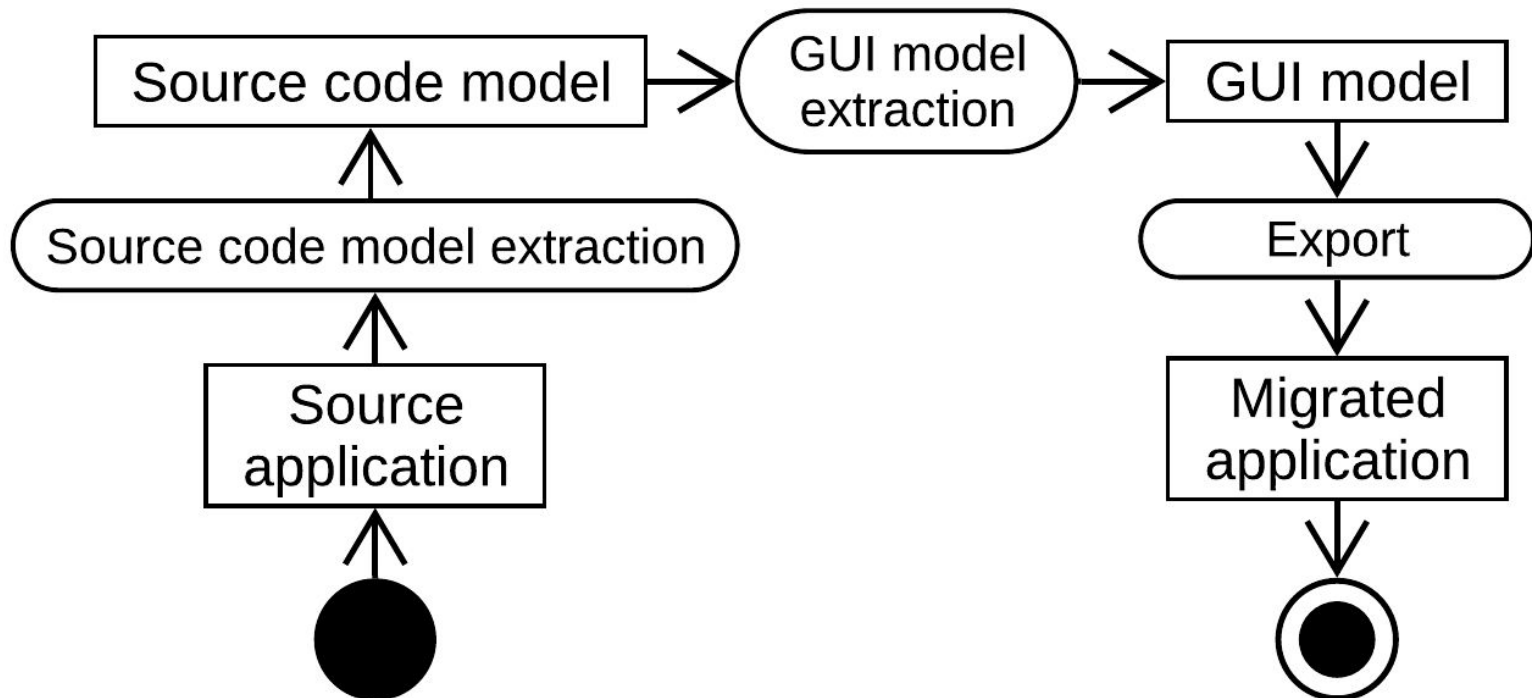 Source code model
GUI model
extraction
GUI model
Source code model extraction
Export
Source
application
Migrated
application